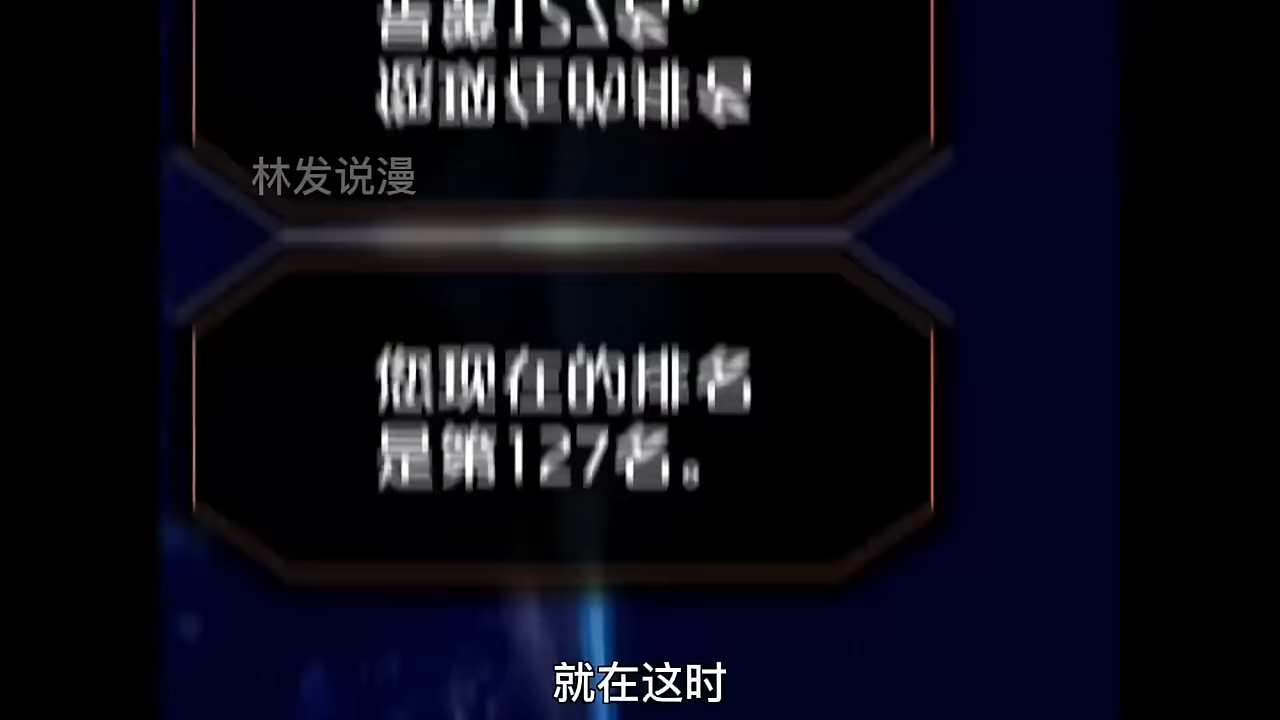 林发说漫
您现在的排名
是第127名。
就在这时